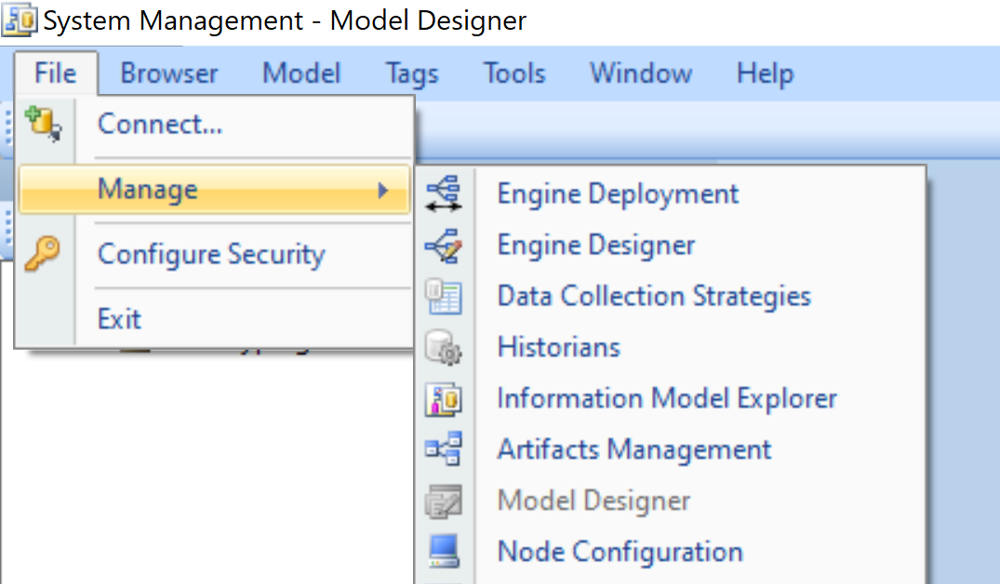 System Management - Model Designer
File Browser Model Tags Tools Window Help
Connect...
Manage
Configure Security
Exit
Engine Deployment
Engine Designer
Data Collection Strategies
Historians
Information Model Explorer
Artifacts Management
Model Designer
Node Configuration